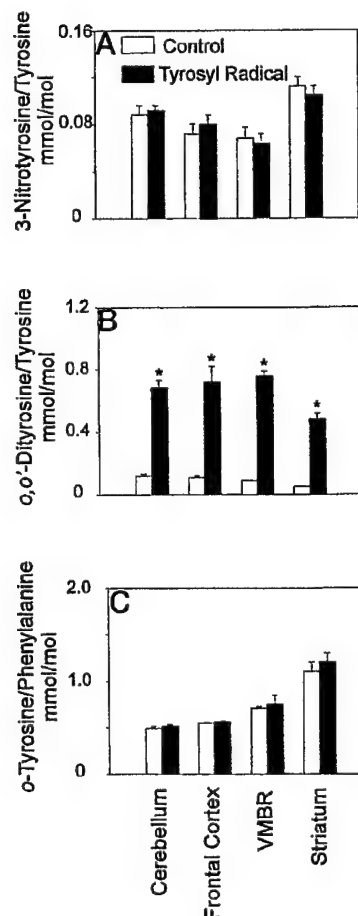 A
Control
Tyrosyl Radical
3-Nitrotyrosine/Tyrosine
mmol/mol
0.16
0.08
0
B
o,o'-Dityrosine/Tyrosine
mmol/mol
1.2
0.8
0.4
0
* * * *
C
o-Tyrosine/Phenylalanine
mmol/mol
2.0
1.0
0
Cerebellum
Frontal Cortex
VMBR
Striatum